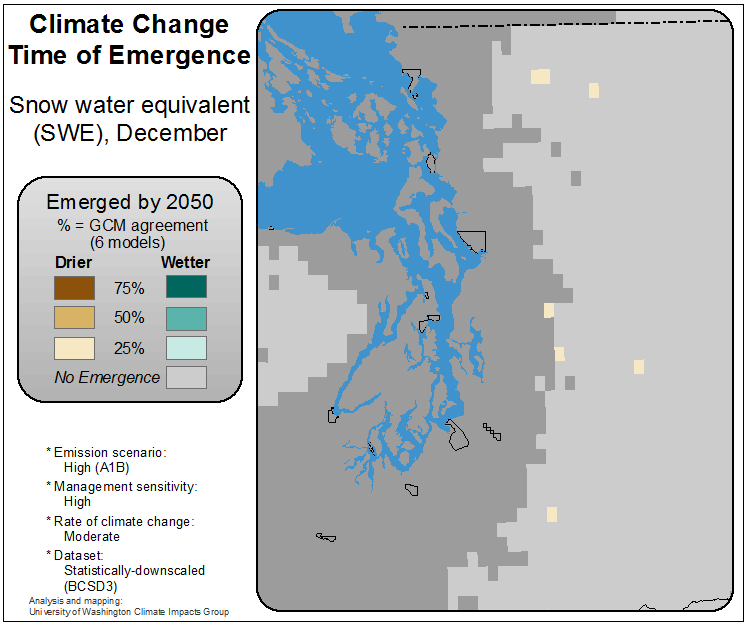 Climate Change
Time of Emergence
Snow water equivalent
(SWE), December
Emerged by 2050
% = GCM agreement
(6 models)
Drier Wetter
75%
50%
25%
No Emergence
* Emission scenario:
High (A1B)
* Management sensitivity:
High
* Rate of climate change:
Moderate
* Dataset:
Statistically-downscaled
(BCSD3)
Analysis and mapping:
University of Washington Climate Impacts Group